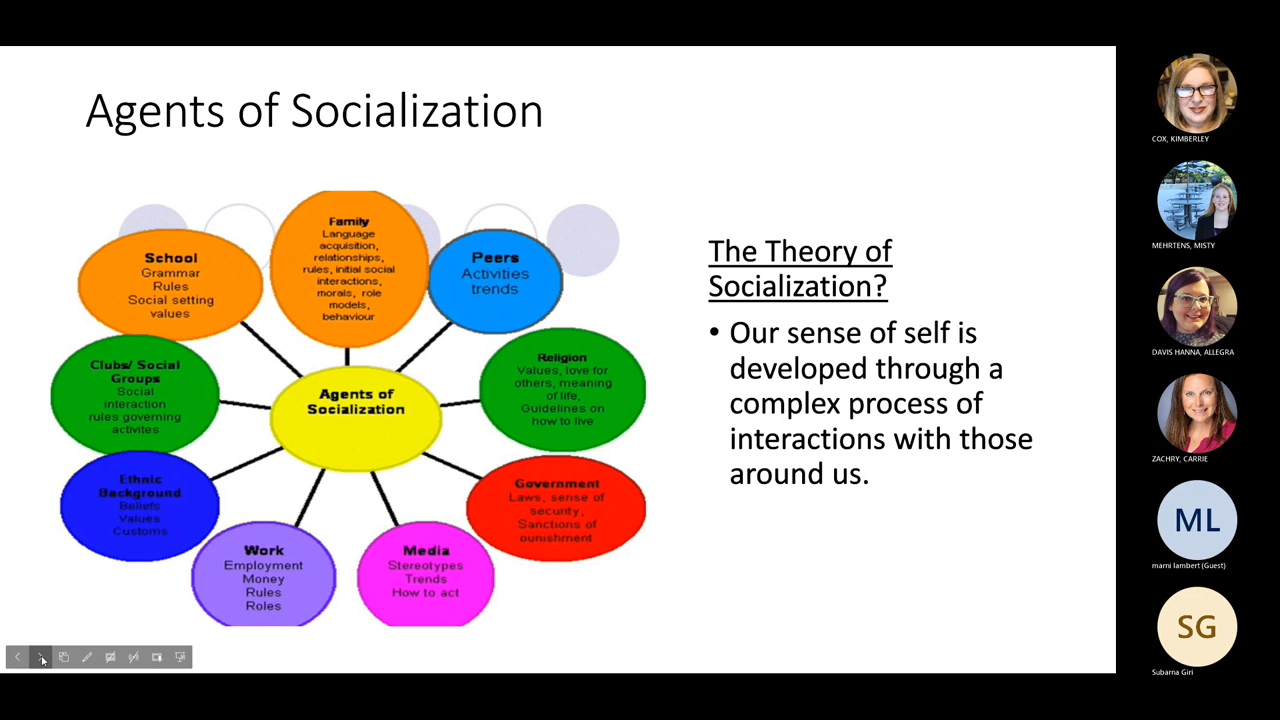 Agents of Socialization
Family
Language
acquisition,
relationships,
rules, initial social
interactions,
morals, role
models,
behaviour
School
Grammar
Rules
Social setting
values
Peers
Activities
trends
Clubs/ Social
Groups
Social
interaction
rules governing
activites
Agents of
Socialization
Religion
Values, love for
others, meaning
of life,
Guidelines on
how to live
Ethnic
Background
Beliefs
Values
Customs
Government
Laws, sense of
security,
Sanctions of
punishment
Work
Employment
Money
Rules
Roles
Media
Stereotypes
Trends
How to act
The Theory of
Socialization?
• Our sense of self is
developed through a
complex process of
interactions with those
around us.
COX, KIMBERLEY
MEHRTENS, MISTY
DAVIS HANNA, ALLEGRA
ZACHRY, CARRIE
ML
marni lambert (Guest)
SG
Subarna Giri